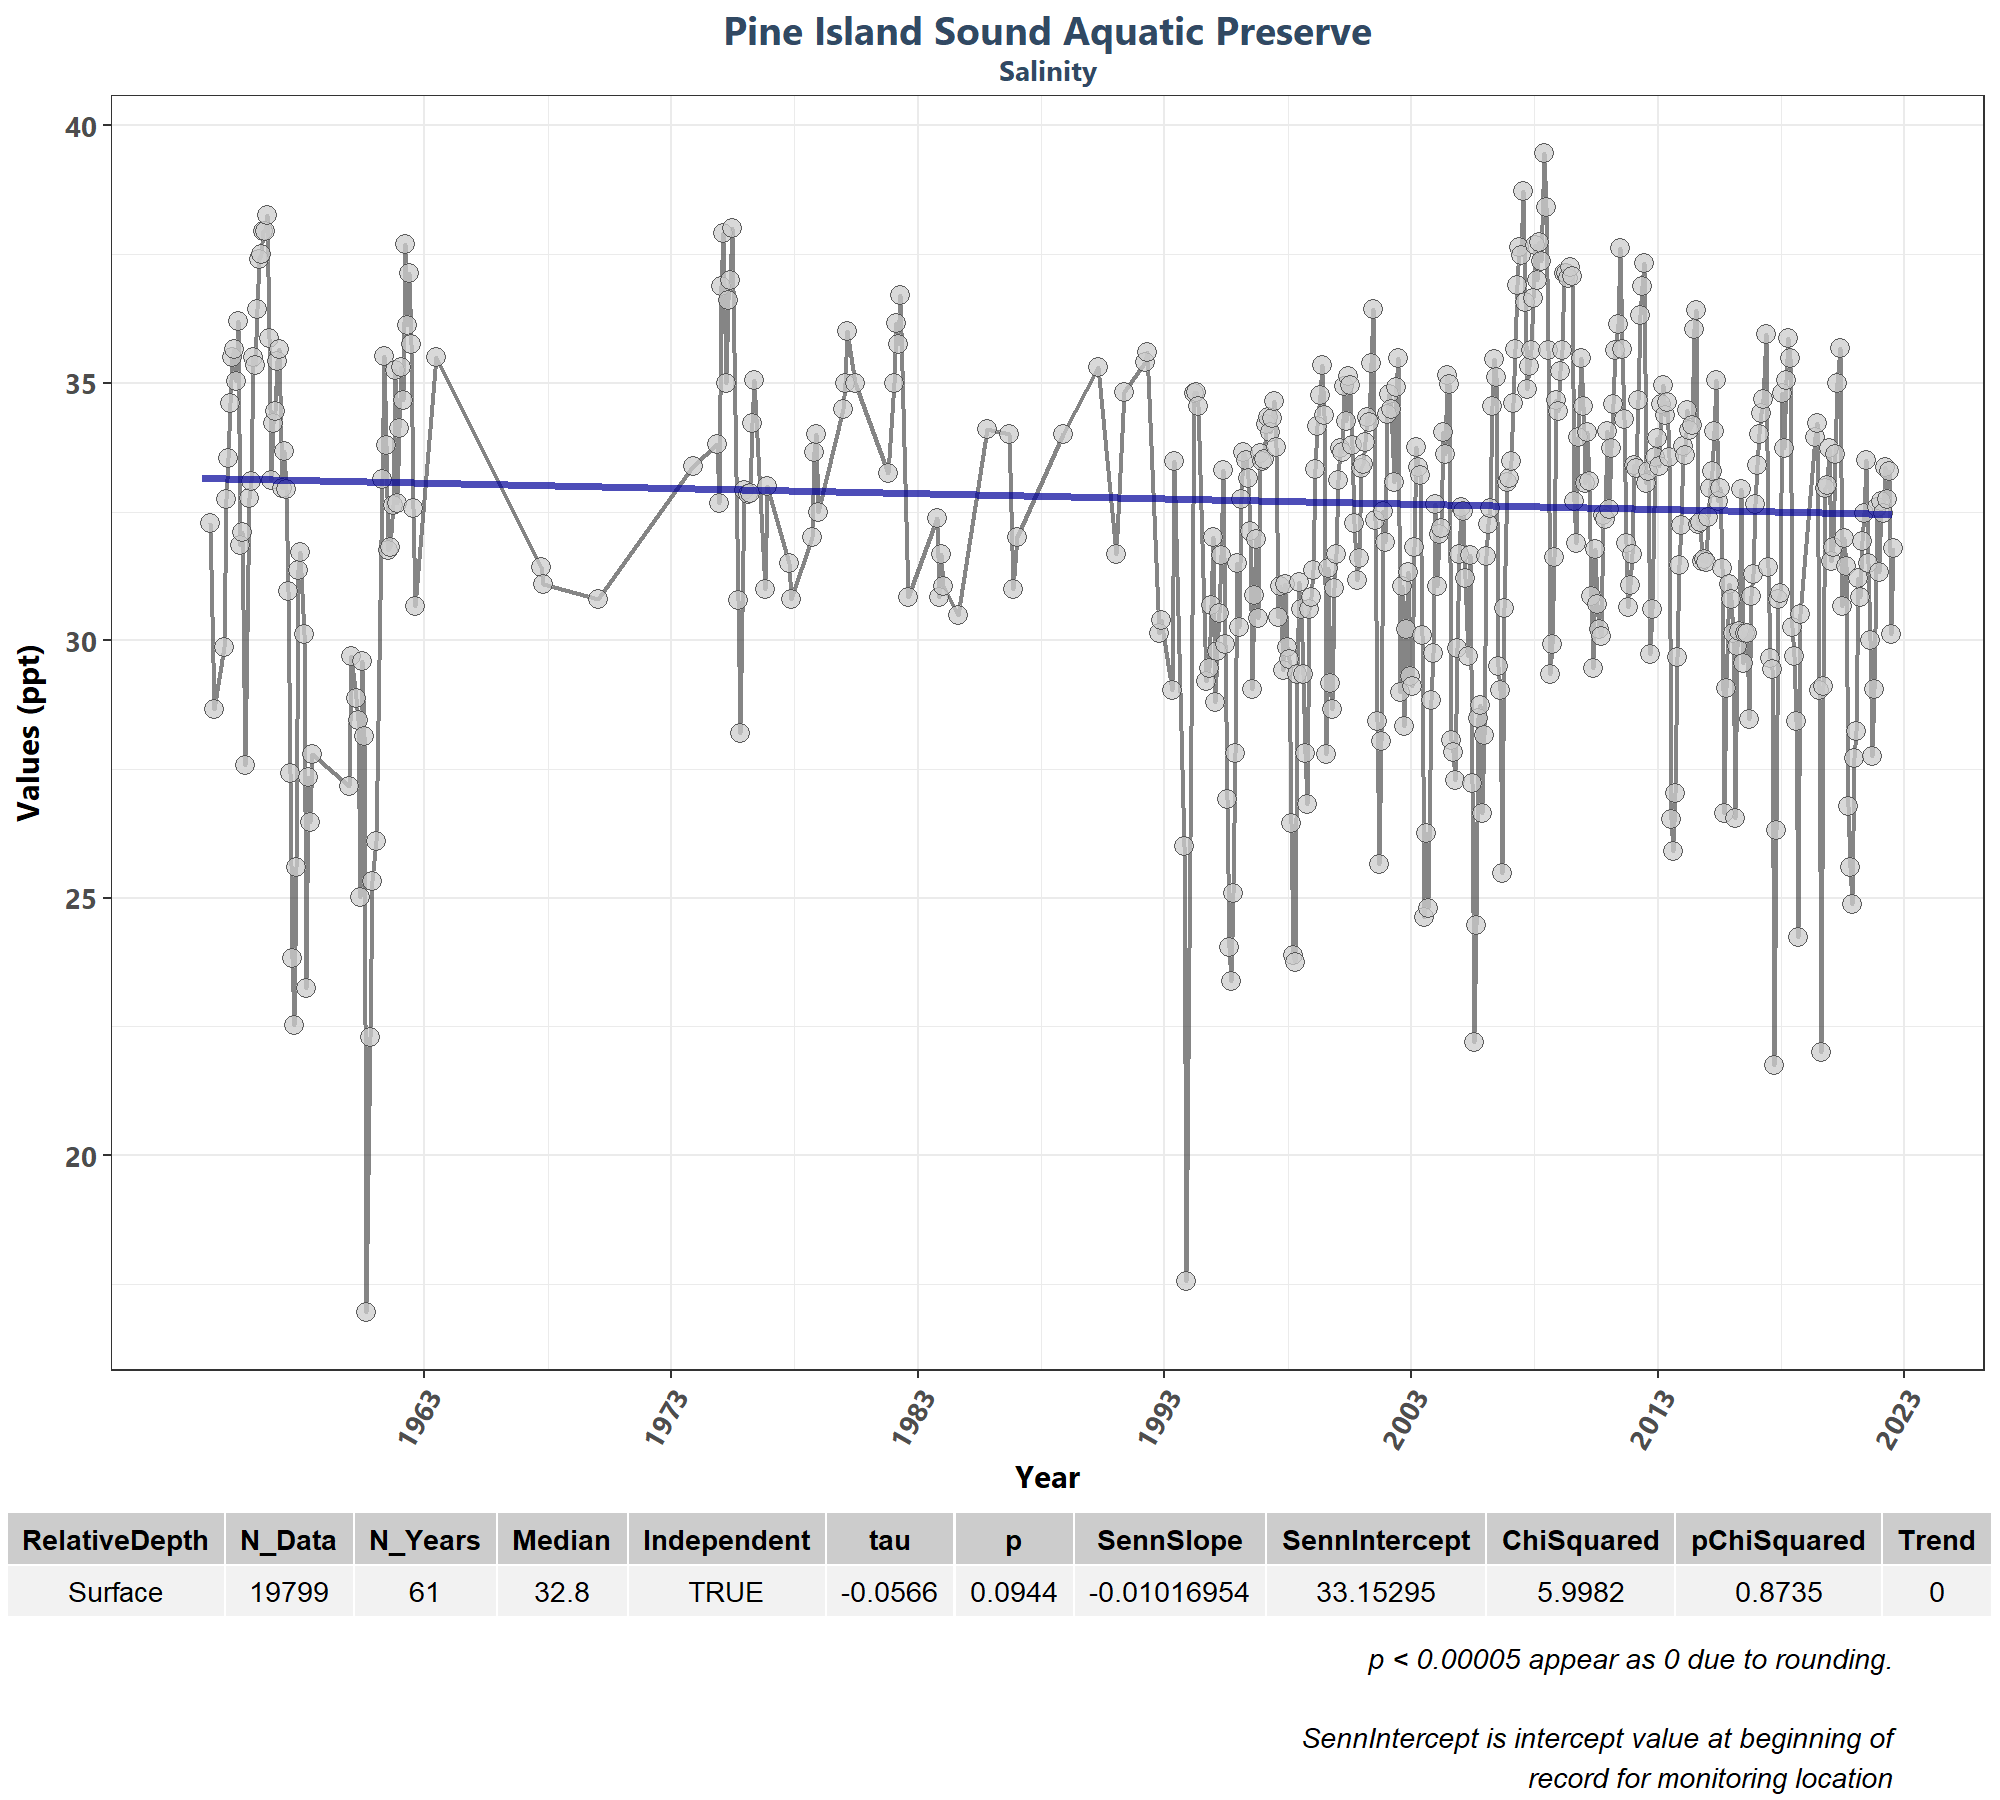 Pine Island Sound Aquatic Preserve
Salinity
40
35
30
25
20
Values (ppt)
1963 1973 1983 1993 2003 2013 2023
Year
RelativeDepth N_Data N_Years Median Independent tau p SennSlope SennIntercept ChiSquared pChiSquared Trend
Surface 19799 61 32.8 TRUE -0.0566 0.0944 -0.01016954 33.15295 5.9982 0.8735 0
p < 0.00005 appear as 0 due to rounding.
SennIntercept is intercept value at beginning of
record for monitoring location